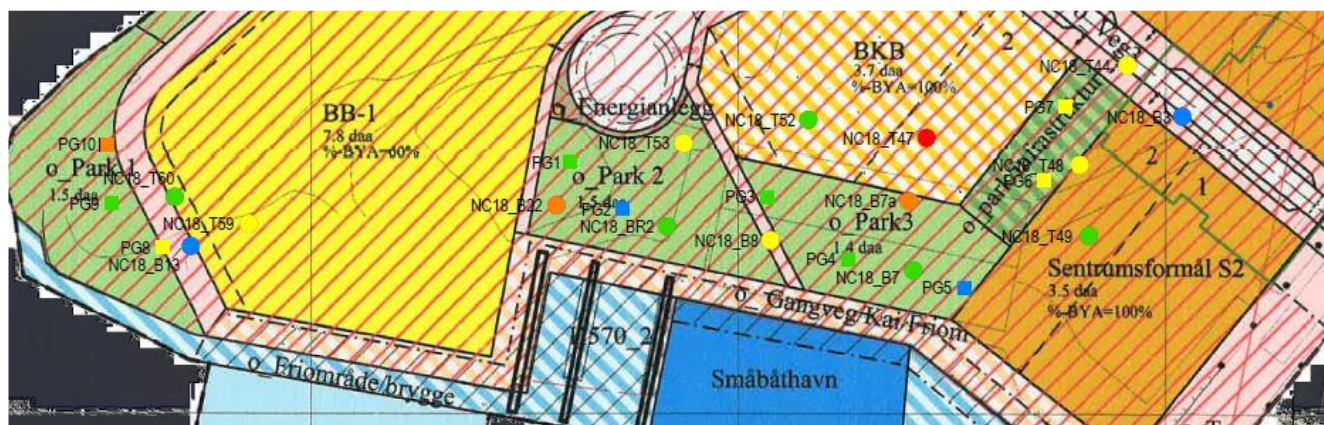 o_Veg3
NC18_T44
BKB
3.7 daa
%-BYA=100%
2
PG7
NC18_B3
BB-1
7.8 daa
%-BYA=60%
o_Energianlegg
NC18_T52
NC18_T47
NC18_T53
PG10
o_Park 1
1.5 daa
PG9
NC18_T60
NC18_T59
PG8
NC18_B13
PG1
o_Park 2
NC18_B22
PG2
NC18_BR2
PG3
NC18_B8
NC18_B7a
o_Park3
1.4 daa
PG4
NC18_B7
PG5
NC18_T48
PG6
NC18_T49
2
1
Sentrumsformål S2
3.5 daa
%-BYA=100%
o_Gangveg/Kai/Friom
o_Friområde/brygge
Småbåthavn